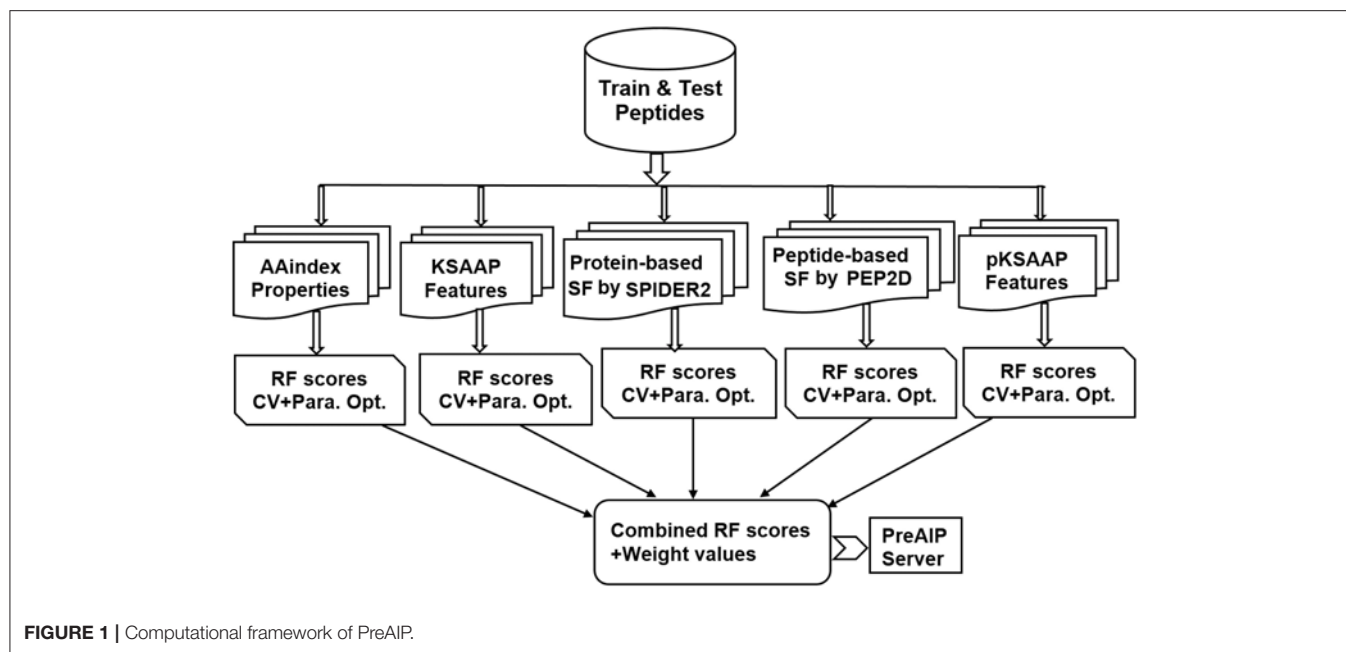 Train & Test
Peptides
AAindex
Properties
KSAAP
Features
Protein-based
SF by SPIDER2
Peptide-based
SF by PEP2D
pKSAAP
Features
RF scores
CV+Para. Opt.
RF scores
CV+Para. Opt.
RF scores
CV+Para. Opt.
RF scores
CV+Para. Opt.
RF scores
CV+Para. Opt.
Combined RF scores
+Weight values
PreAIP
Server
FIGURE 1 | Computational framework of PreAIP.